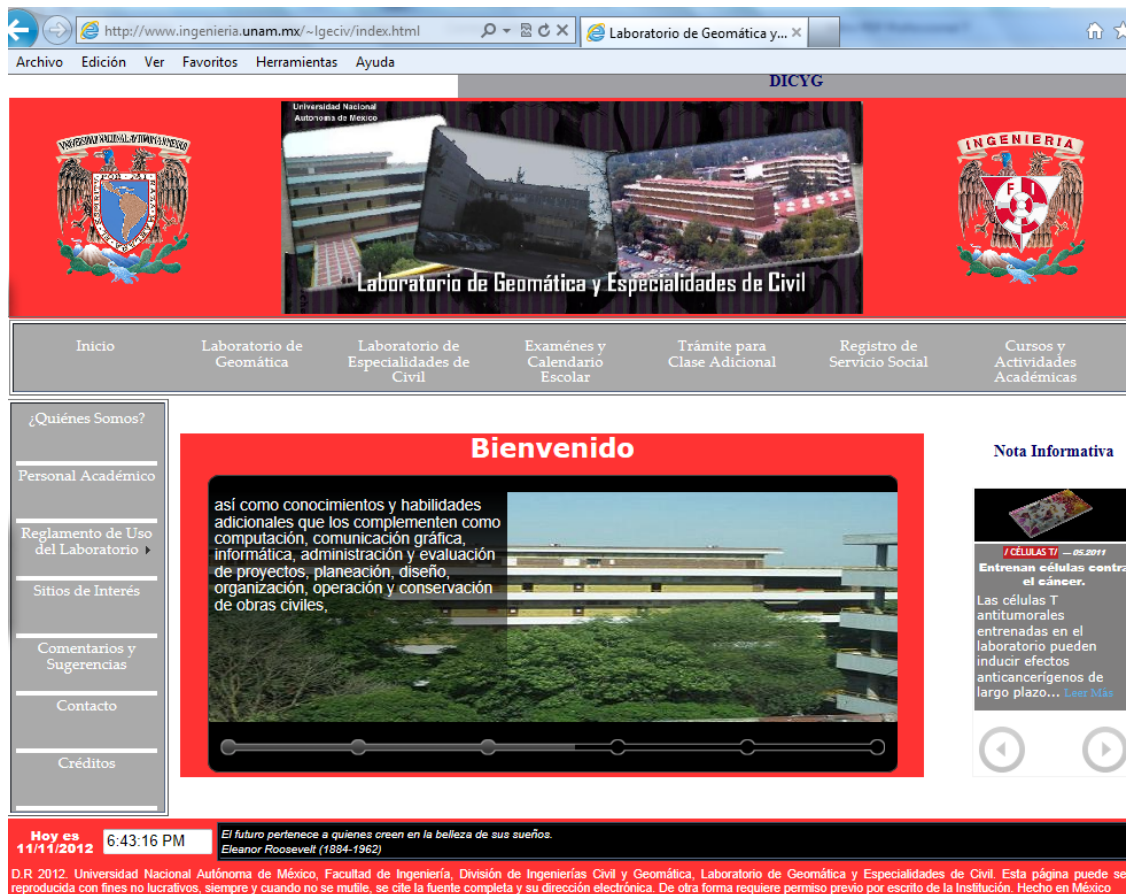 http://www.ingenieria.unam.mx/~lgeciv/index.html
Laboratorio de Geomática y...
Archivo Edición Ver Favoritos Herramientas Ayuda
DICYG
Universidad Nacional
Autonoma de Mexico
INGENIERIA
Laboratorio de Geomática y Especialidades de Civil
Inicio
Laboratorio de
Geomática
Laboratorio de
Especialidades de
Civil
Examénes y
Calendario
Escolar
Trámite para
Clase Adicional
Registro de
Servicio Social
Cursos y
Actividades
Académicas
¿Quiénes Somos?
Personal Académico
Reglamento de Uso
del Laboratorio
Sitios de Interés
Comentarios y
Sugerencias
Contacto
Créditos
Bienvenido
así como conocimientos y habilidades
adicionales que los complementen como
computación, comunicación gráfica,
informática, administración y evaluación
de proyectos, planeación, diseño,
organización, operación y conservación
de obras civiles,
Nota Informativa
/ CÉLULAS T/ — 05.2011
Entrenan células contra
el cáncer.
Las células T
antitumorales
entrenadas en el
laboratorio pueden
inducir efectos
anticancerígenos de
largo plazo... Leer Más
Hoy es
11/11/2012
6:43:16 PM
El futuro pertenece a quienes creen en la belleza de sus sueños.
Eleanor Roosevelt (1884-1962)
D.R 2012. Universidad Nacional Autónoma de México, Facultad de Ingeniería, División de Ingenierías Civil y Geomática, Laboratorio de Geomática y Especialidades de Civil. Esta página puede se
reproducida con fines no lucrativos, siempre y cuando no se mutile, se cite la fuente completa y su dirección electrónica. De otra forma requiere permiso previo por escrito de la Institución. Hecho en México